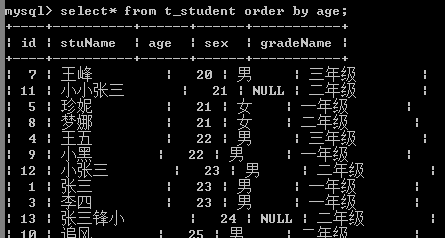 mysql> select* from t_student order by age;
+----+----------+-----+------+-----------+
| id | stuName | age | sex | gradeName |
+----+----------+-----+------+-----------+
| 7 | 王峰 | 20 | 男 | 三年级 |
| 11 | 小小张三 | 21 | NULL | 二年级 |
| 5 | 珍妮 | 21 | 女 | 一年级 |
| 8 | 梦娜 | 21 | 女 | 二年级 |
| 4 | 王五 | 22 | 男 | 三年级 |
| 9 | 小黑 | 22 | 男 | 一年级 |
| 12 | 小张三 | 23 | 男 | 二年级 |
| 1 | 张三 | 23 | 男 | 一年级 |
| 3 | 李四 | 23 | 男 | 一年级 |
| 13 | 张三锋小 | 24 | NULL | 二年级 |
| 10 | 追风 | 25 | 男 | 二年级 |